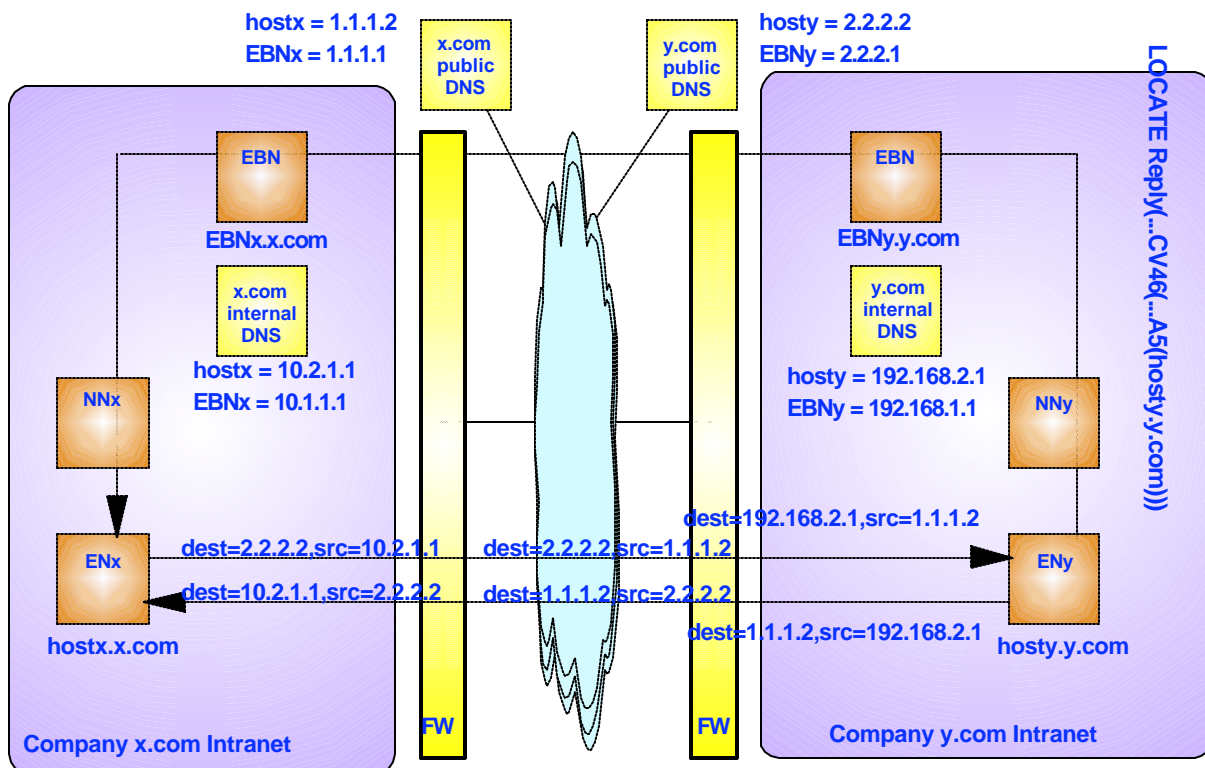 hostx = 1.1.1.2
EBNx = 1.1.1.1
x.com
public
DNS
y.com
public
DNS
hosty = 2.2.2.2
EBNy = 2.2.2.1
LOCATE Reply(...CV46(...A5(hosty.y.com)))
EBN
EBNx.x.com
x.com
internal
DNS
hostx = 10.2.1.1
EBNx = 10.1.1.1
NNx
ENx
hostx.x.com
EBN
EBNy.y.com
y.com
internal
DNS
hosty = 192.168.2.1
EBNy = 192.168.1.1
NNy
ENy
hosty.y.com
dest=192.168.2.1,src=1.1.1.2
dest=2.2.2.2,src=10.2.1.1
dest=2.2.2.2,src=1.1.1.2
dest=10.2.1.1,src=2.2.2.2
dest=1.1.1.2,src=2.2.2.2
dest=1.1.1.2,src=192.168.2.1
FW
FW
Company x.com Intranet
Company y.com Intranet